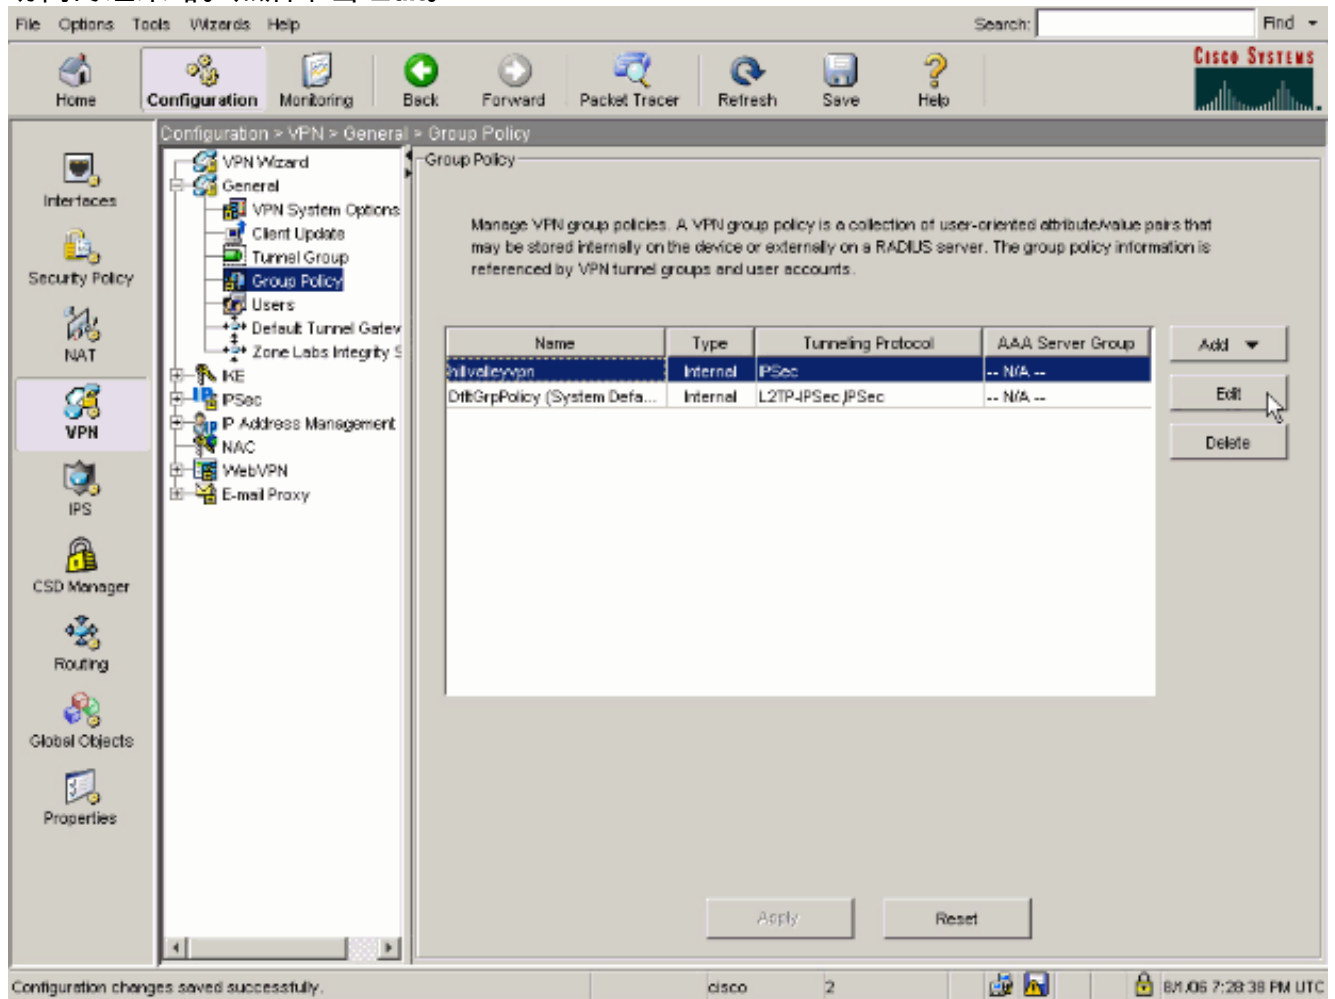 File Options Tools Wizards Help Search: Find
Home Configuration Monitoring Back Forward Packet Tracer Refresh Save Help
CISCO SYSTEMS
Configuration > VPN > General > Group Policy
Interfaces
Security Policy
NAT
VPN
IPS
CSD Manager
Routing
Global Objects
Properties
VPN Wizard
General
VPN System Options
Client Update
Tunnel Group
Group Policy
Users
Default Tunnel Gatew
Zone Labs Integrity S
IKE
IPSec
IP Address Management
NAC
WebVPN
E-mail Proxy
Group Policy
Manage VPN group policies. A VPN group policy is a collection of user-oriented attribute/value pairs that
may be stored internally on the device or externally on a RADIUS server. The group policy information is
referenced by VPN tunnel groups and user accounts.
Name Type Tunneling Protocol AAA Server Group
hillvalleyvpn Internal IPSec -- N/A --
DfltGrpPolicy (System Defa... Internal L2TP-IPSec,IPSec -- N/A --
Add
Edit
Delete
Apply Reset
Configuration changes saved successfully. cisco 2 8/1/06 7:28:38 PM UTC